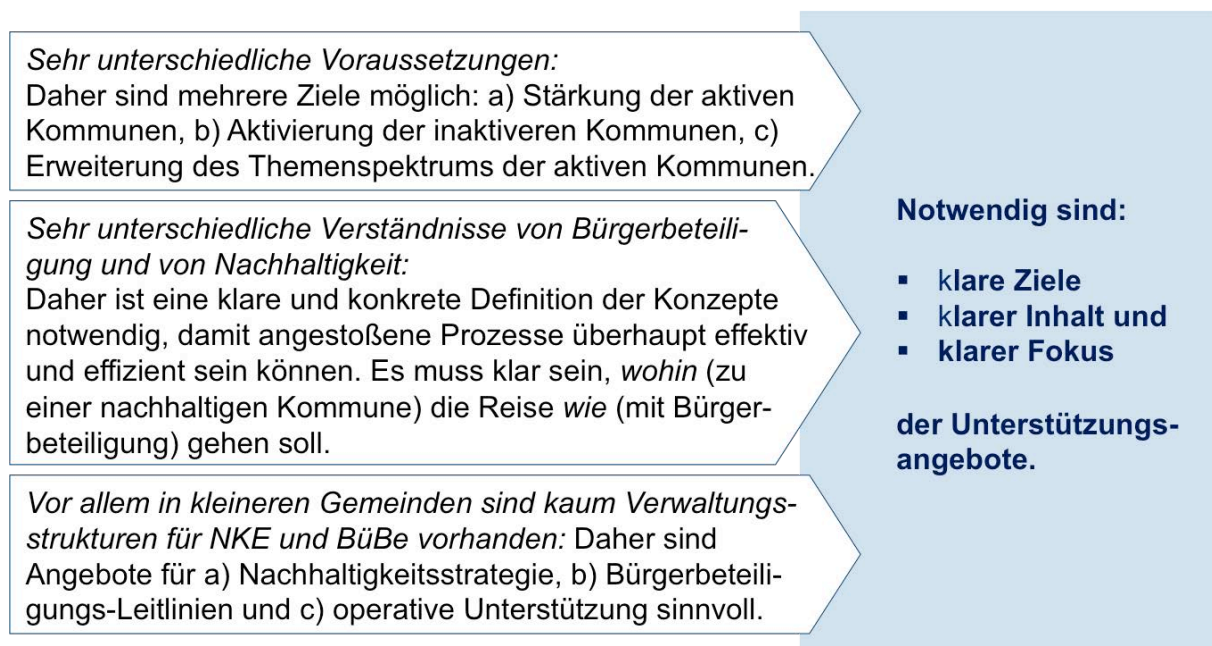 Sehr unterschiedliche Voraussetzungen:
Daher sind mehrere Ziele möglich: a) Stärkung der aktiven
Kommunen, b) Aktivierung der inaktiveren Kommunen, c)
Erweiterung des Themenspektrums der aktiven Kommunen.
Sehr unterschiedliche Verständnisse von Bürgerbeteili-
gung und von Nachhaltigkeit:
Daher ist eine klare und konkrete Definition der Konzepte
notwendig, damit angestoßene Prozesse überhaupt effektiv
und effizient sein können. Es muss klar sein, wohin (zu
einer nachhaltigen Kommune) die Reise wie (mit Bürger-
beteiligung) gehen soll.
Vor allem in kleineren Gemeinden sind kaum Verwaltungs-
strukturen für NKE und BüBe vorhanden: Daher sind
Angebote für a) Nachhaltigkeitsstrategie, b) Bürgerbeteili-
gungs-Leitlinien und c) operative Unterstützung sinnvoll.
Notwendig sind:
▪ klare Ziele
▪ klarer Inhalt und
▪ klarer Fokus
der Unterstützungs-
angebote.